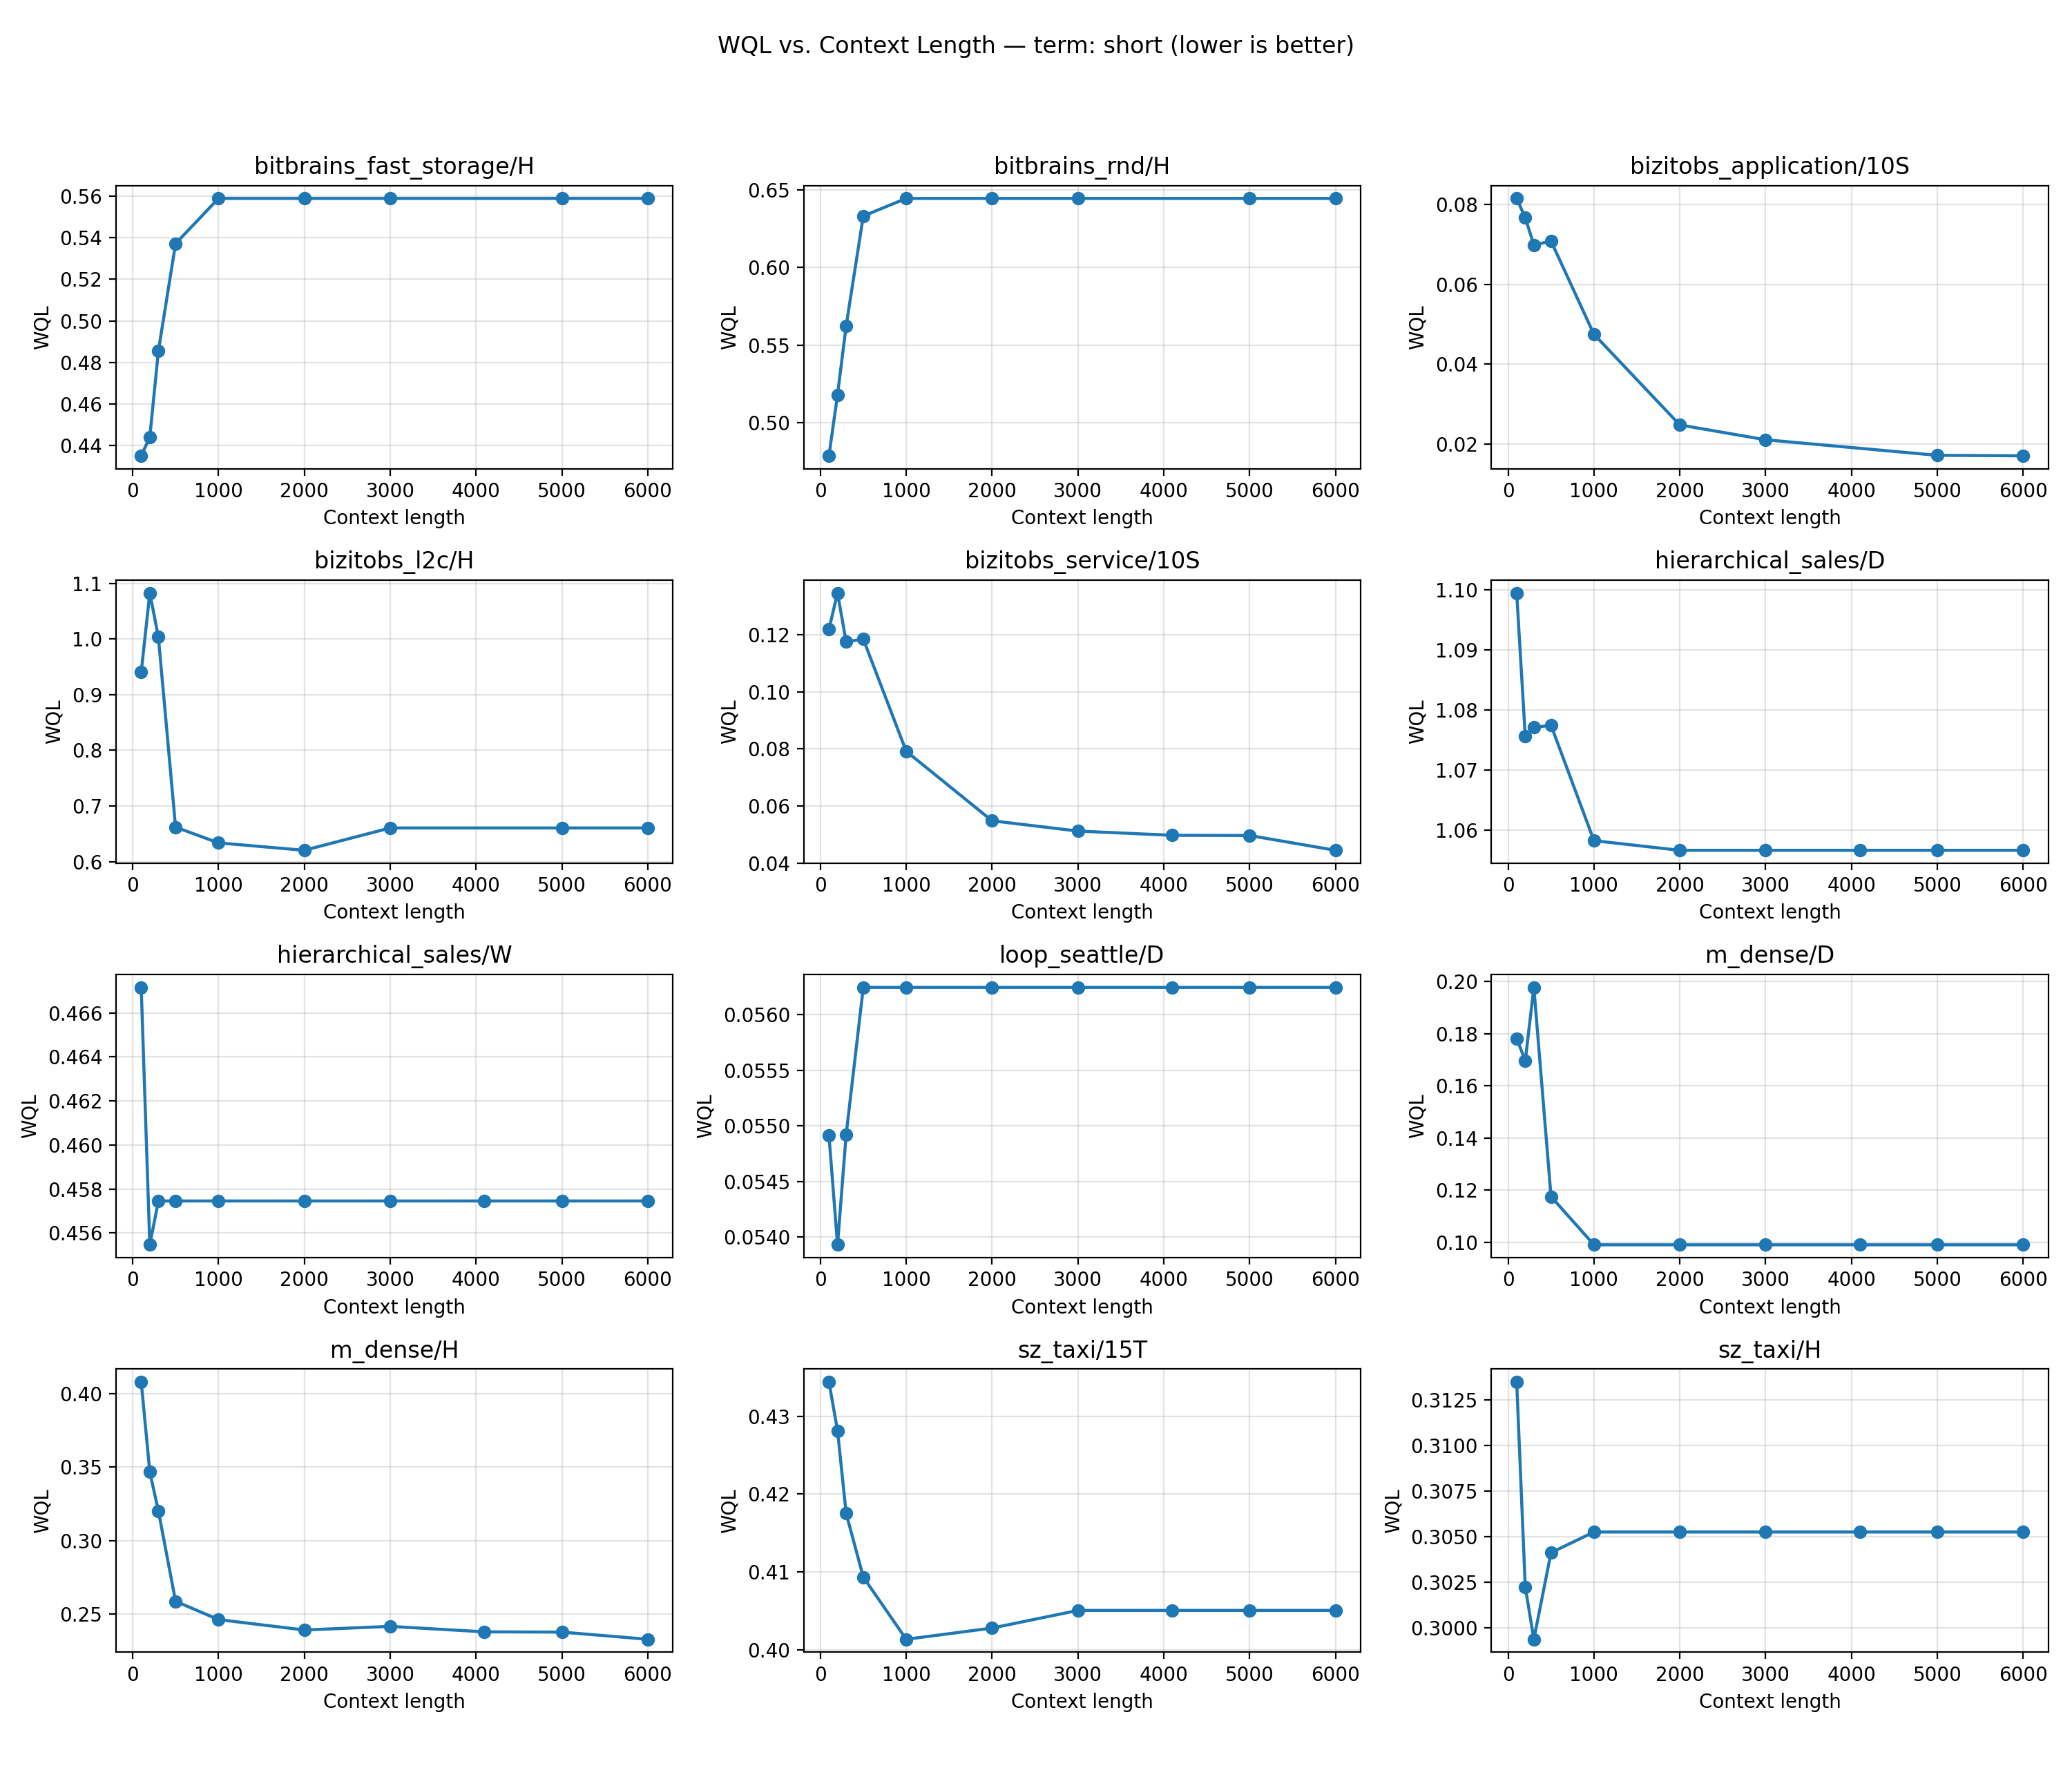 WQL vs. Context Length — term: short (lower is better)
bitbrains_fast_storage/H
0.56
0.54
0.52
0.50
0.48
0.46
0.44
WQL
0 1000 2000 3000 4000 5000 6000
Context length
bitbrains_rnd/H
0.65
0.60
0.55
0.50
WQL
0 1000 2000 3000 4000 5000 6000
Context length
bizitobs_application/10S
0.08
0.06
0.04
0.02
WQL
0 1000 2000 3000 4000 5000 6000
Context length
bizitobs_l2c/H
1.1
1.0
0.9
0.8
0.7
0.6
WQL
0 1000 2000 3000 4000 5000 6000
Context length
bizitobs_service/10S
0.12
0.10
0.08
0.06
0.04
WQL
0 1000 2000 3000 4000 5000 6000
Context length
hierarchical_sales/D
1.10
1.09
1.08
1.07
1.06
WQL
0 1000 2000 3000 4000 5000 6000
Context length
hierarchical_sales/W
0.466
0.464
0.462
0.460
0.458
0.456
WQL
0 1000 2000 3000 4000 5000 6000
Context length
loop_seattle/D
0.0560
0.0555
0.0550
0.0545
0.0540
WQL
0 1000 2000 3000 4000 5000 6000
Context length
m_dense/D
0.20
0.18
0.16
0.14
0.12
0.10
WQL
0 1000 2000 3000 4000 5000 6000
Context length
m_dense/H
0.40
0.35
0.30
0.25
WQL
0 1000 2000 3000 4000 5000 6000
Context length
sz_taxi/15T
0.43
0.42
0.41
0.40
WQL
0 1000 2000 3000 4000 5000 6000
Context length
sz_taxi/H
0.3125
0.3100
0.3075
0.3050
0.3025
0.3000
WQL
0 1000 2000 3000 4000 5000 6000
Context length